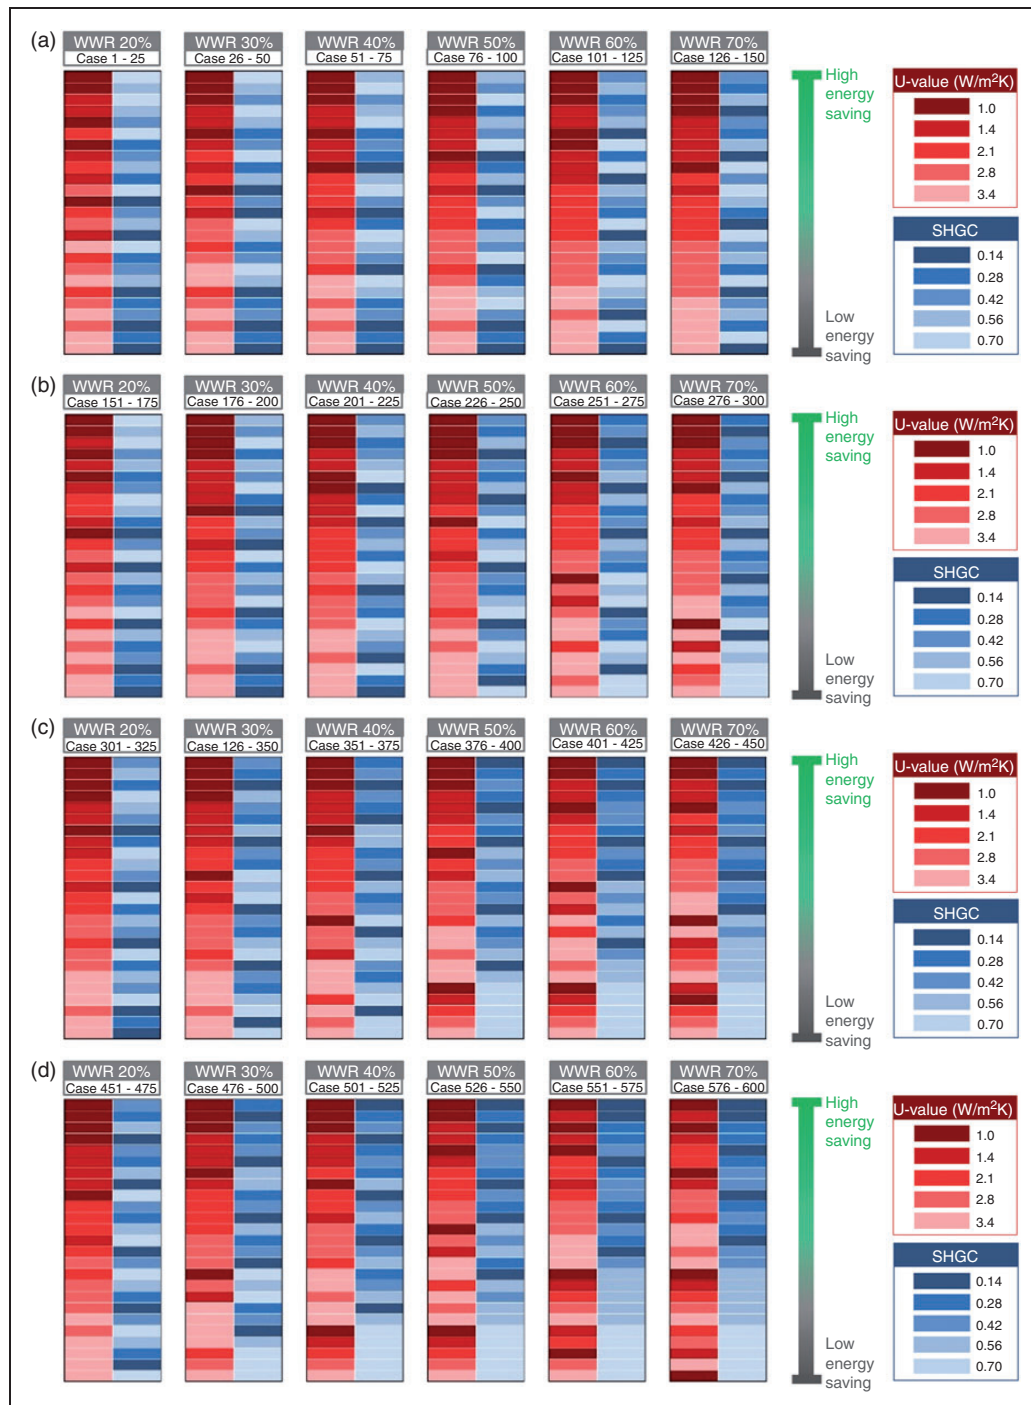 (a)
WWR 20% WWR 30% WWR 40% WWR 50% WWR 60% WWR 70%
Case 1 - 25 Case 26 - 50 Case 51 - 75 Case 76 - 100 Case 101 - 125 Case 126 - 150
High
energy
saving
Low
energy
saving
U-value (W/m²K)
1.0
1.4
2.1
2.8
3.4
SHGC
0.14
0.28
0.42
0.56
0.70
(b)
WWR 20% WWR 30% WWR 40% WWR 50% WWR 60% WWR 70%
Case 151 - 175 Case 176 - 200 Case 201 - 225 Case 226 - 250 Case 251 - 275 Case 276 - 300
High
energy
saving
Low
energy
saving
U-value (W/m²K)
1.0
1.4
2.1
2.8
3.4
SHGC
0.14
0.28
0.42
0.56
0.70
(c)
WWR 20% WWR 30% WWR 40% WWR 50% WWR 60% WWR 70%
Case 301 - 325 Case 126 - 350 Case 351 - 375 Case 376 - 400 Case 401 - 425 Case 426 - 450
High
energy
saving
Low
energy
saving
U-value (W/m²K)
1.0
1.4
2.1
2.8
3.4
SHGC
0.14
0.28
0.42
0.56
0.70
(d)
WWR 20% WWR 30% WWR 40% WWR 50% WWR 60% WWR 70%
Case 451 - 475 Case 476 - 500 Case 501 - 525 Case 526 - 550 Case 551 - 575 Case 576 - 600
High
energy
saving
Low
energy
saving
U-value (W/m²K)
1.0
1.4
2.1
2.8
3.4
SHGC
0.14
0.28
0.42
0.56
0.70